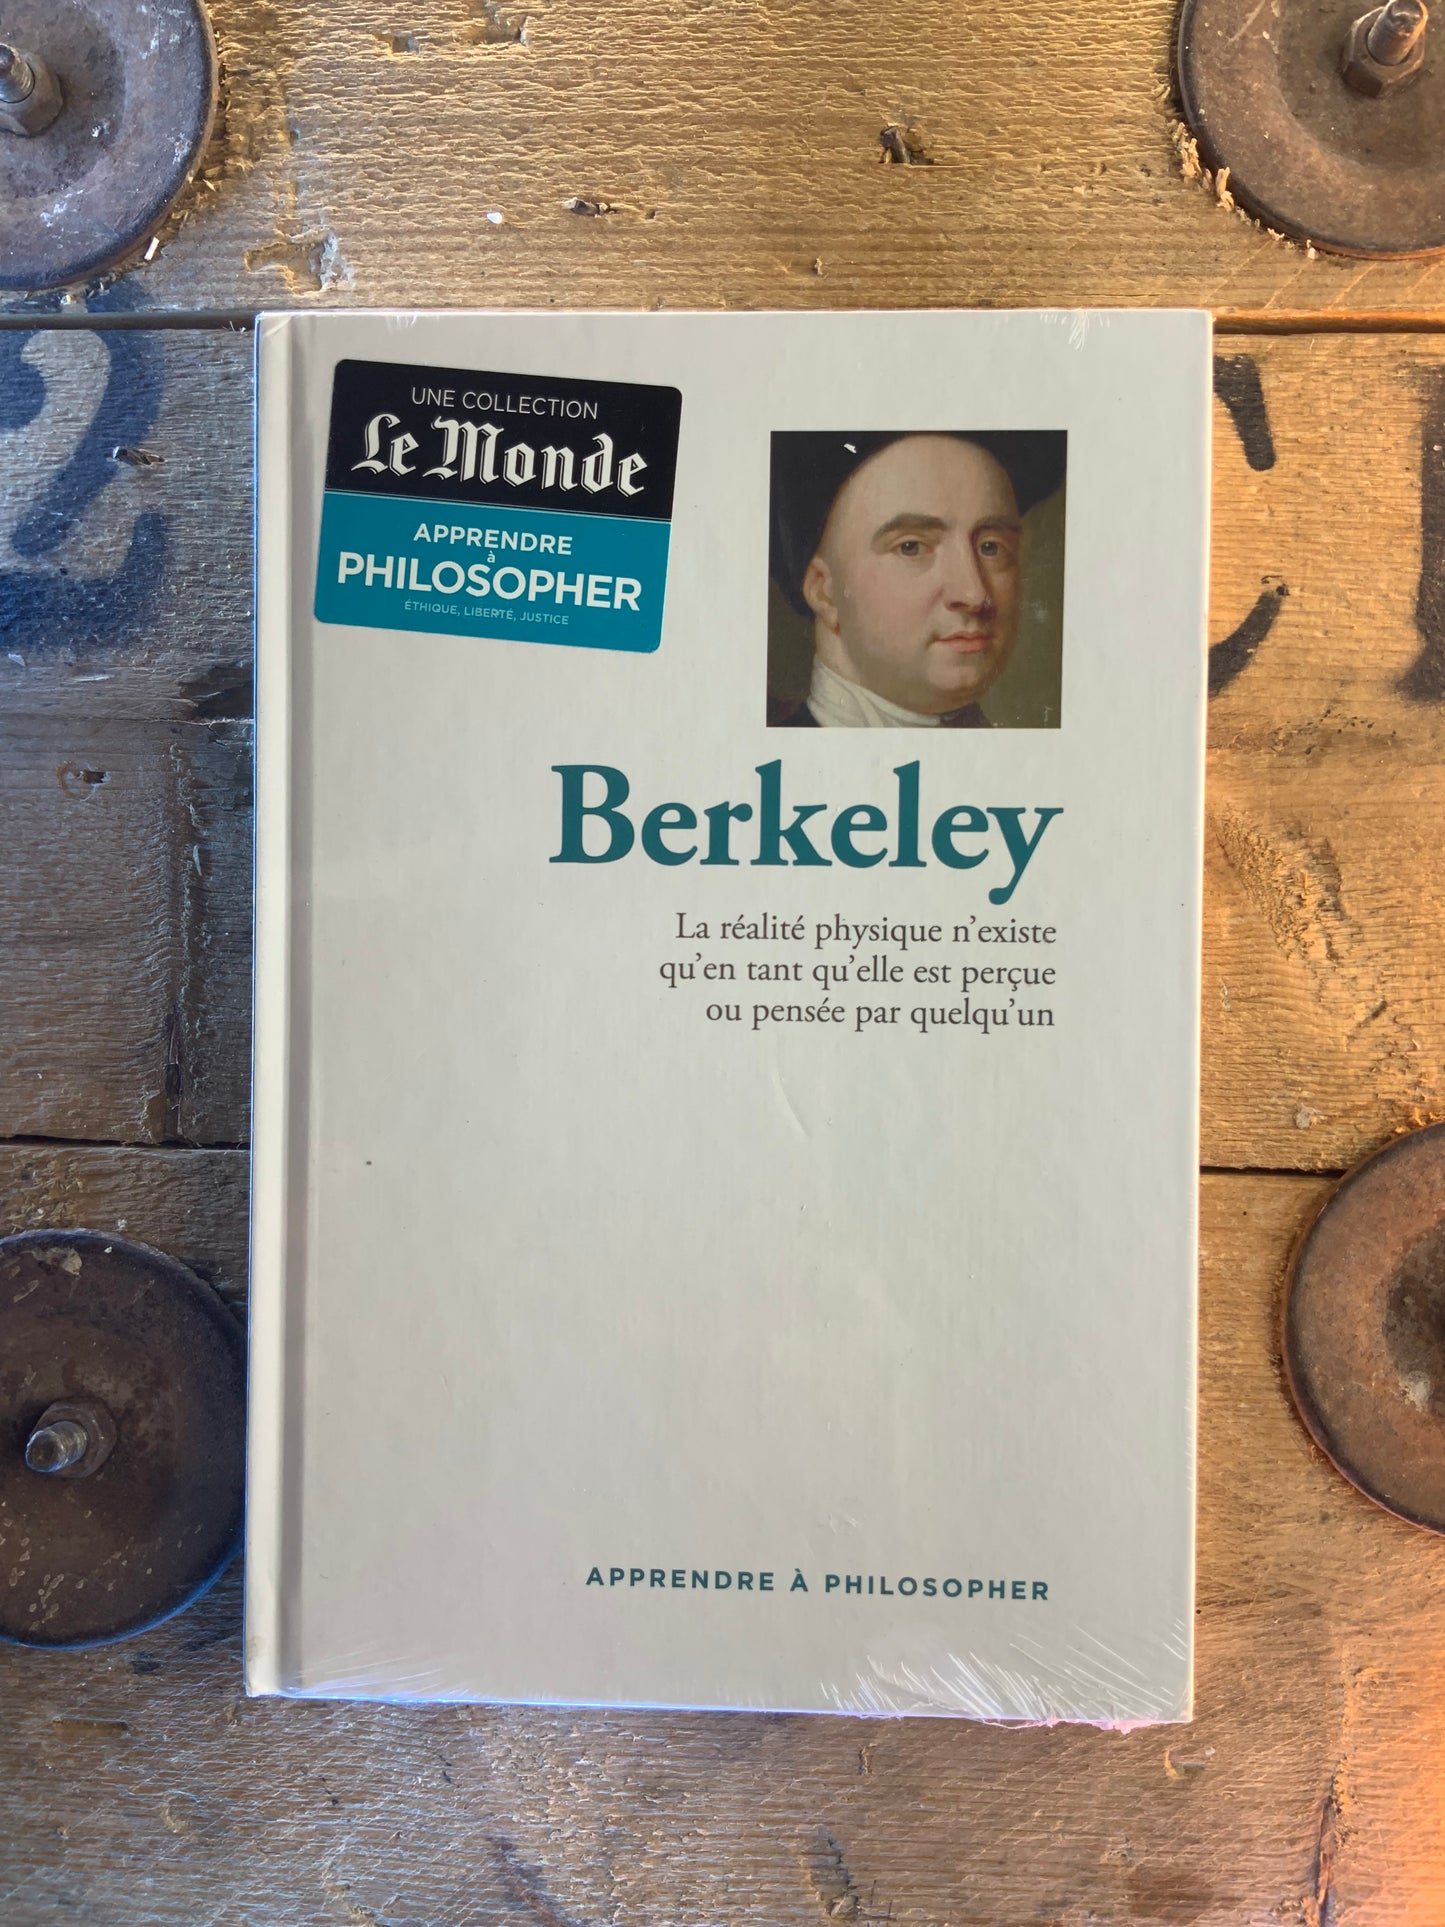 UNE COLLECTION
Le Monde
APPRENDRE
à
PHILOSOPHER
ÉTHIQUE, LIBERTÉ, JUSTICE
Berkeley
La réalité physique n'existe
qu'en tant qu'elle est perçue
ou pensée par quelqu'un
APPRENDRE À PHILOSOPHER